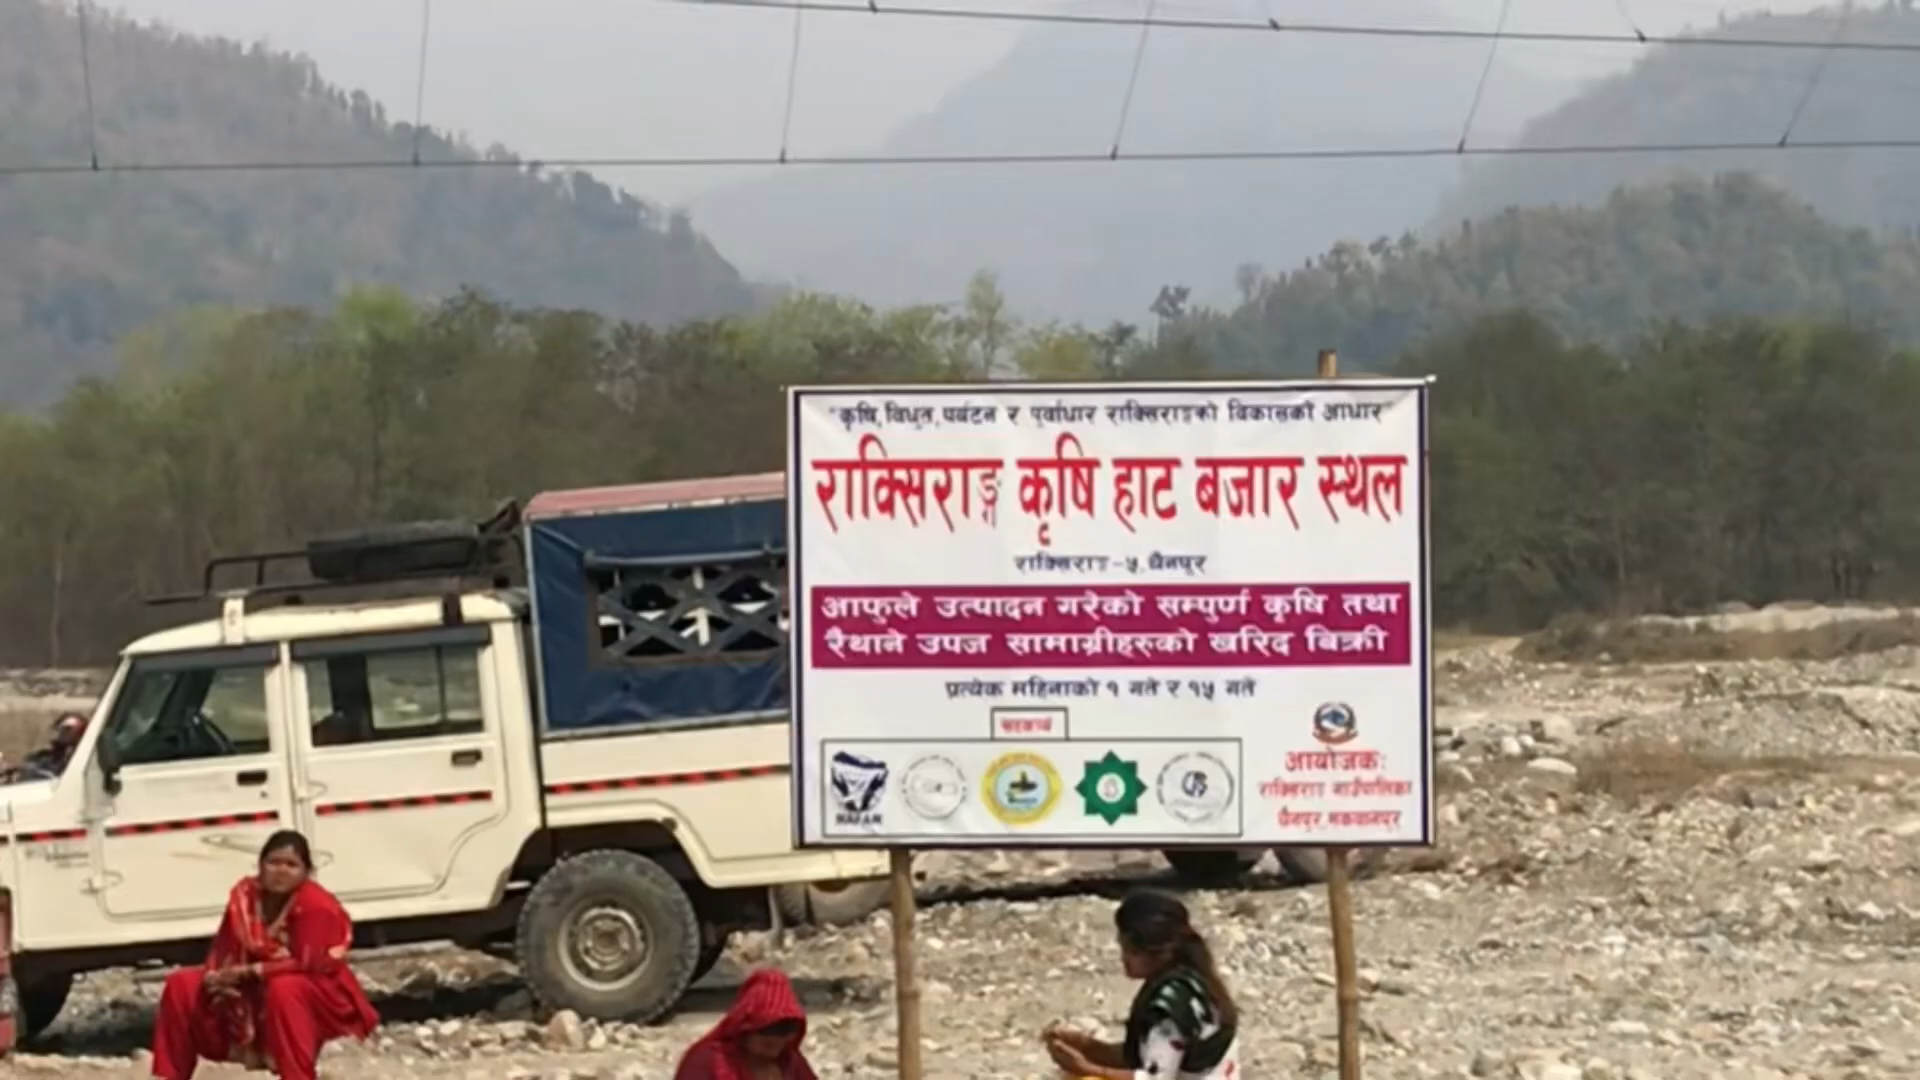 "कृषि, विधुत, पर्यटन र पुर्वाधार राक्सिराङको विकासको आधार"
राक्सिराङ्ग कृषि हाट बजार स्थल
राक्सिराङ-५, चैनपुर
आफुले उत्पादन गरेको सम्पुर्ण कृषि तथा
रैथाने उपज सामाग्रीहरुको खरिद बिक्री
प्रत्येक महिनाको १ गते र १५ गते
सहकार्य
आयोजकः
राक्सिराङ गाउँपालिका
चैनपुर, मकवानपुर